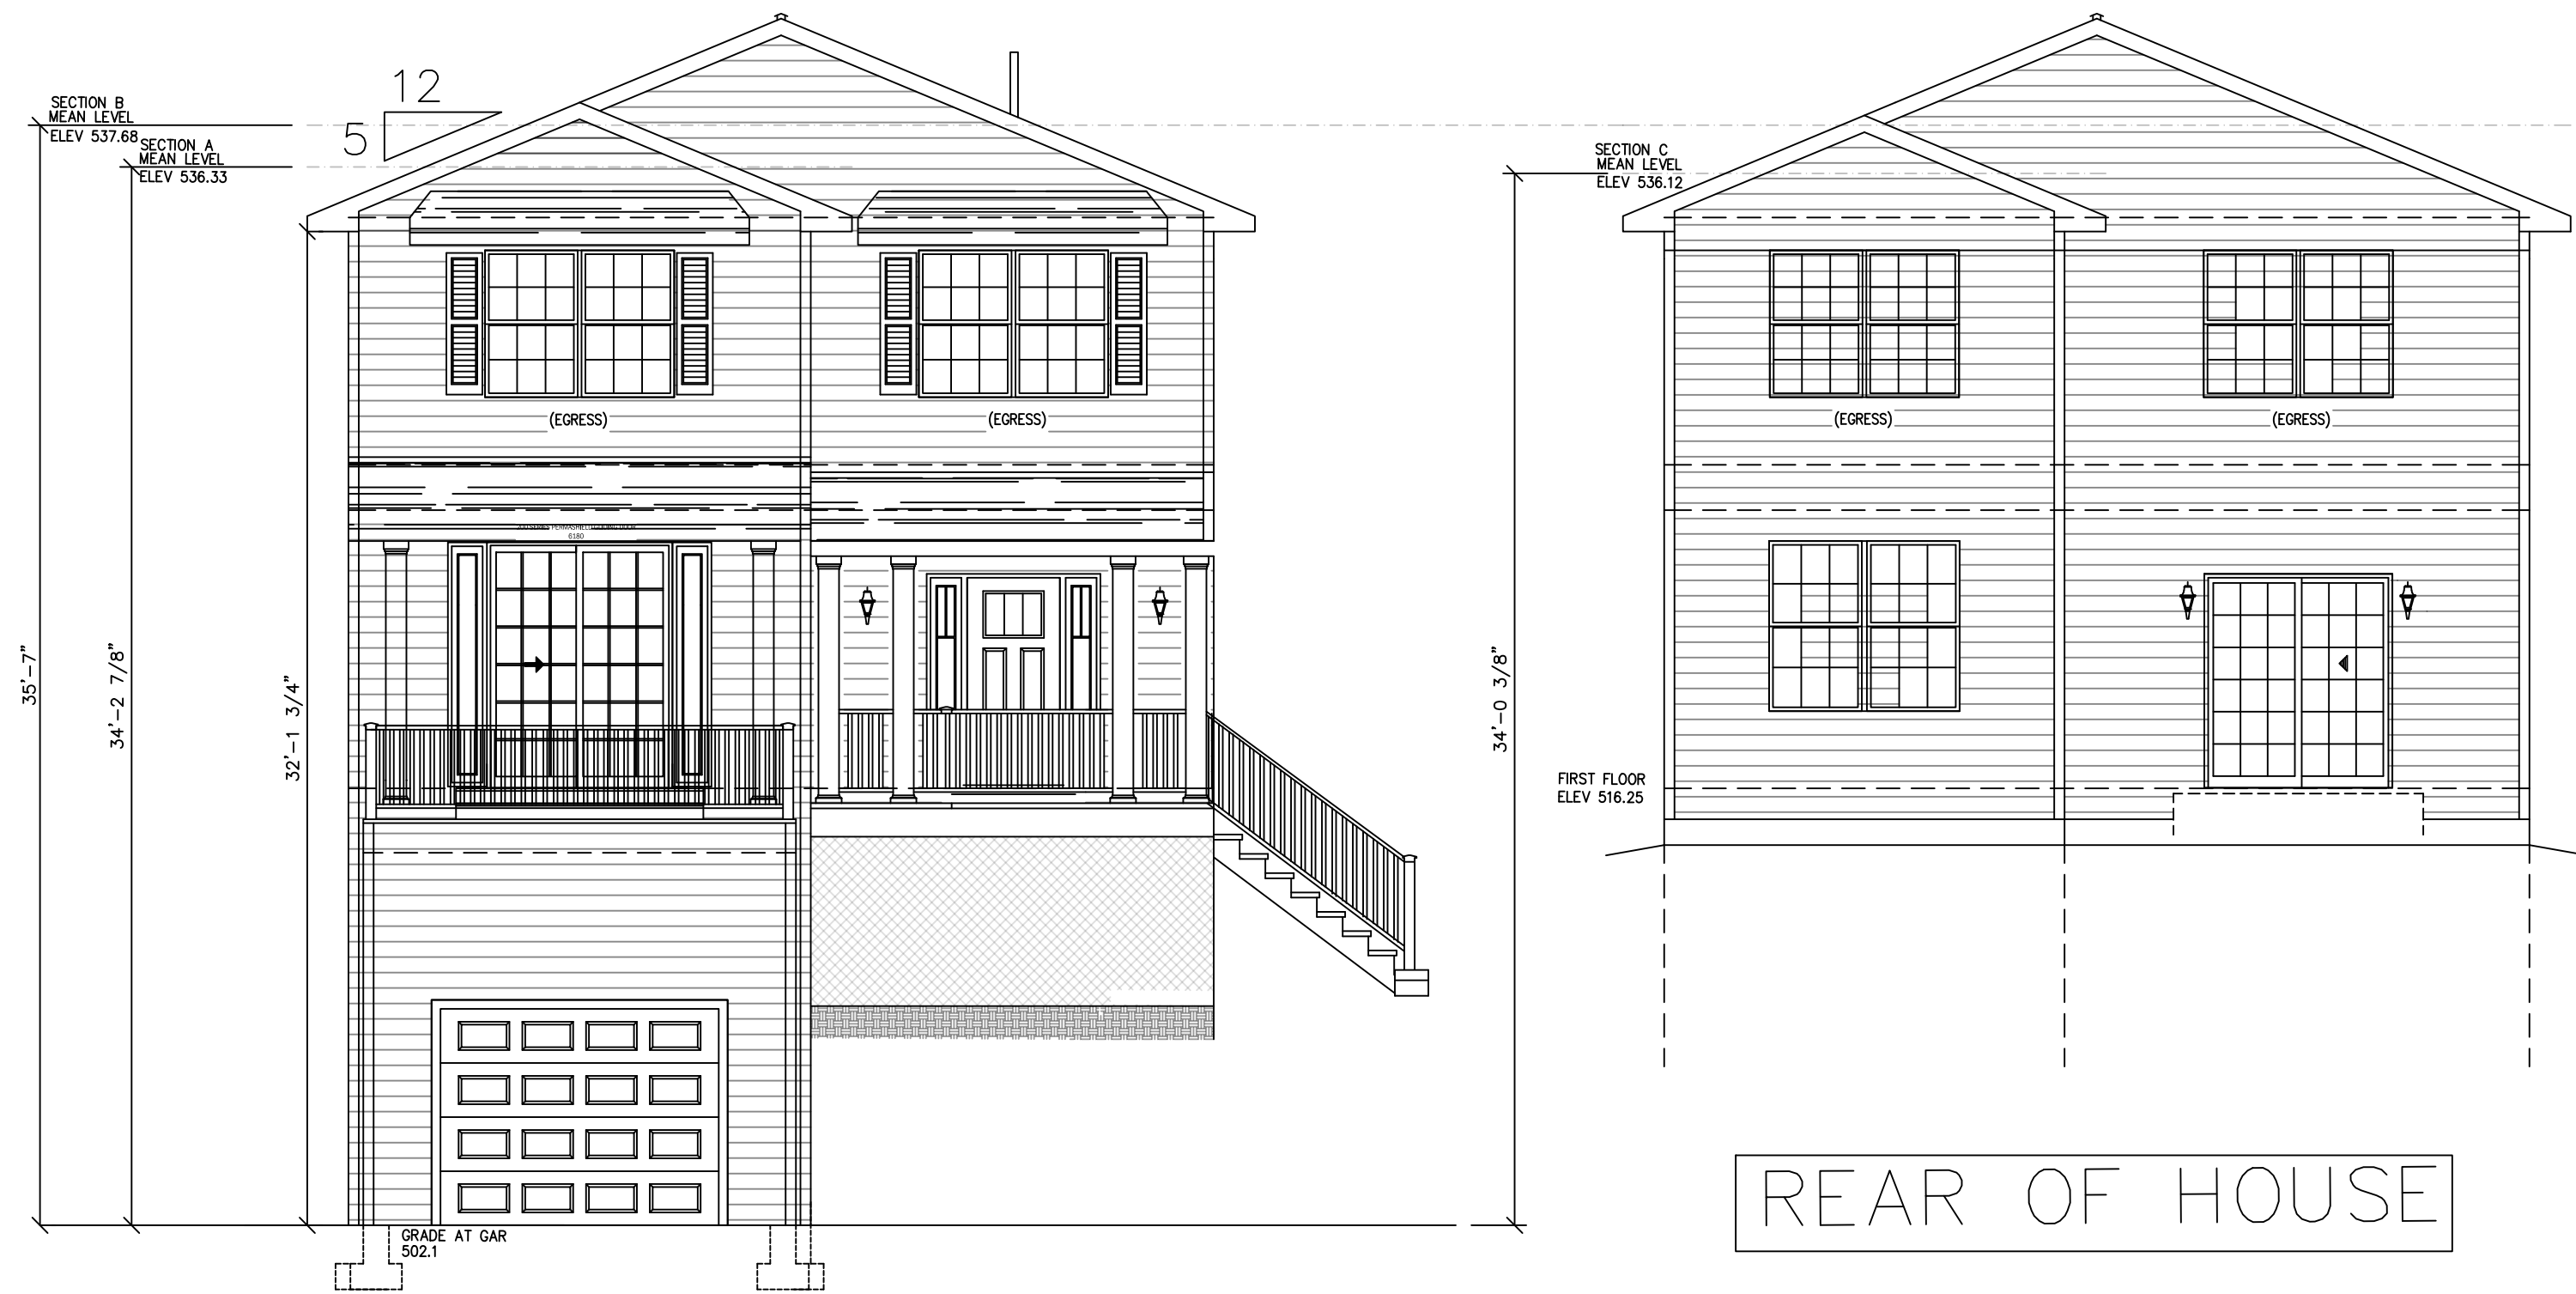 12
5
SECTION B
MEAN LEVEL
ELEV 537.68
SECTION A
MEAN LEVEL
ELEV 536.33
35'-7"
34'-2 7/8"
32'-1 3/4"
(EGRESS)
(EGRESS)
6180
GRADE AT GAR
502.1
SECTION C
MEAN LEVEL
ELEV 536.12
34'-0 3/8"
(EGRESS)
(EGRESS)
FIRST FLOOR
ELEV 516.25
REAR OF HOUSE